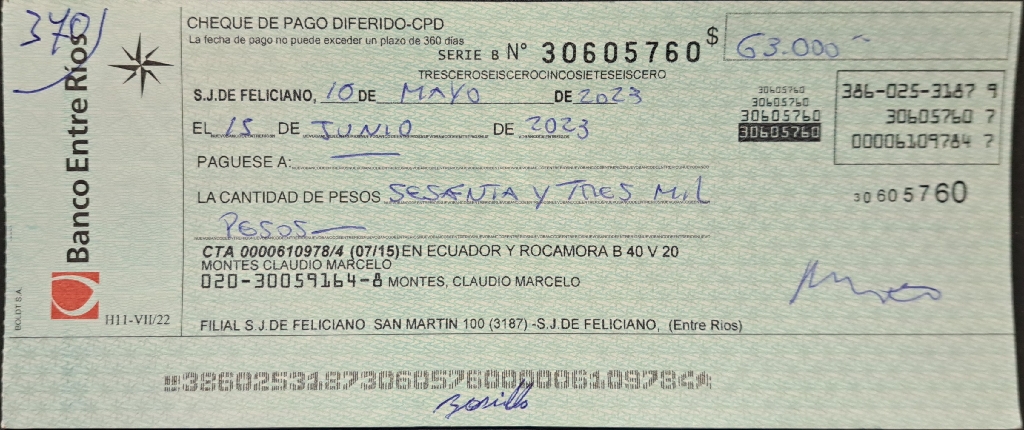 370
Banco Entre Ríos
BOLDT S.A.
H11-VII/22
CHEQUE DE PAGO DIFERIDO-CPD
La fecha de pago no puede exceder un plazo de 360 días
SERIE B N° 30605760 $ 63.000
TRESCEROSEISCEROCINCOSIETESEISCERO
S.J.DE FELICIANO, 10 DE MAYO DE 2023
EL 15 DE JUNIO DE 2023
PAGUESE A:
LA CANTIDAD DE PESOS SESENTA Y TRES MIL
PESOS
30605760
30605760
30605760
30605760
386-025-3187 9
30605760 7
00006109784 7
30605760
CTA 0000610978/4 (07/15)EN ECUADOR Y ROCAMORA B 40 V 20
MONTES CLAUDIO MARCELO
020-30059164-8 MONTES, CLAUDIO MARCELO
FILIAL S.J.DE FELICIANO SAN MARTIN 100 (3187) -S.J.DE FELICIANO, (Entre Rios)
38602531873060576000006109784